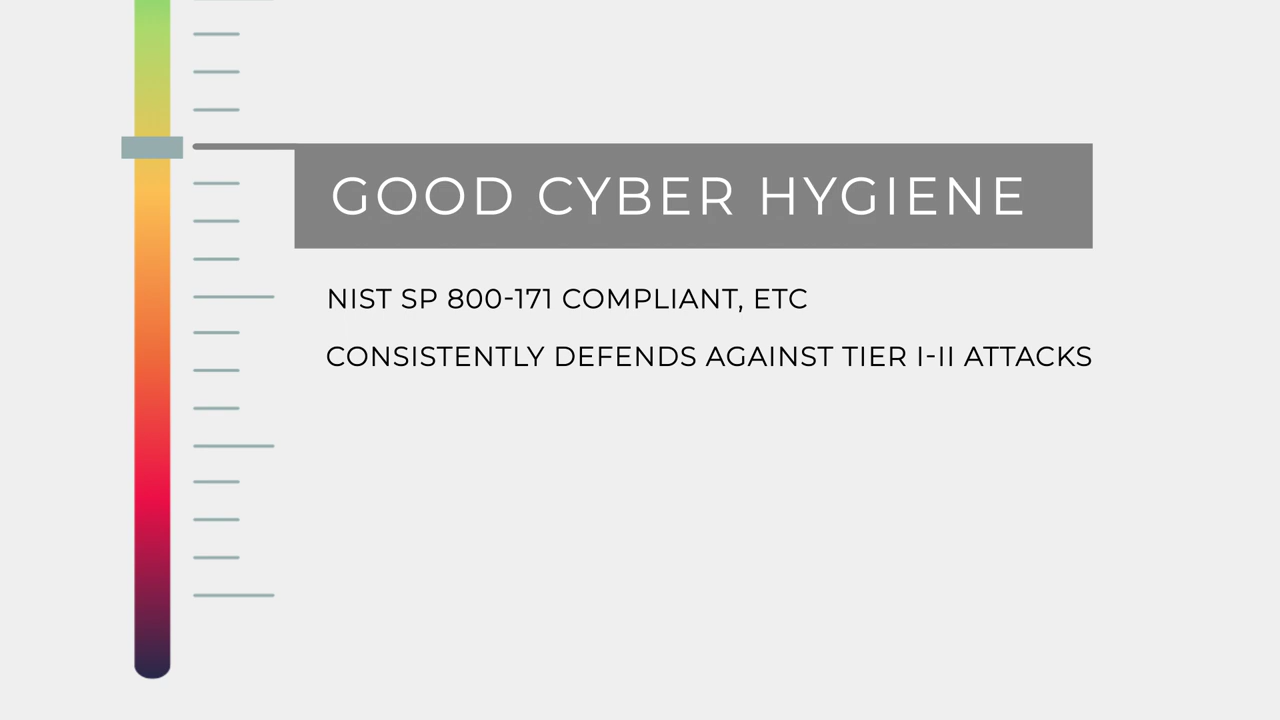 GOOD CYBER HYGIENE
NIST SP 800-171 COMPLIANT, ETC
CONSISTENTLY DEFENDS AGAINST TIER I-II ATTACKS